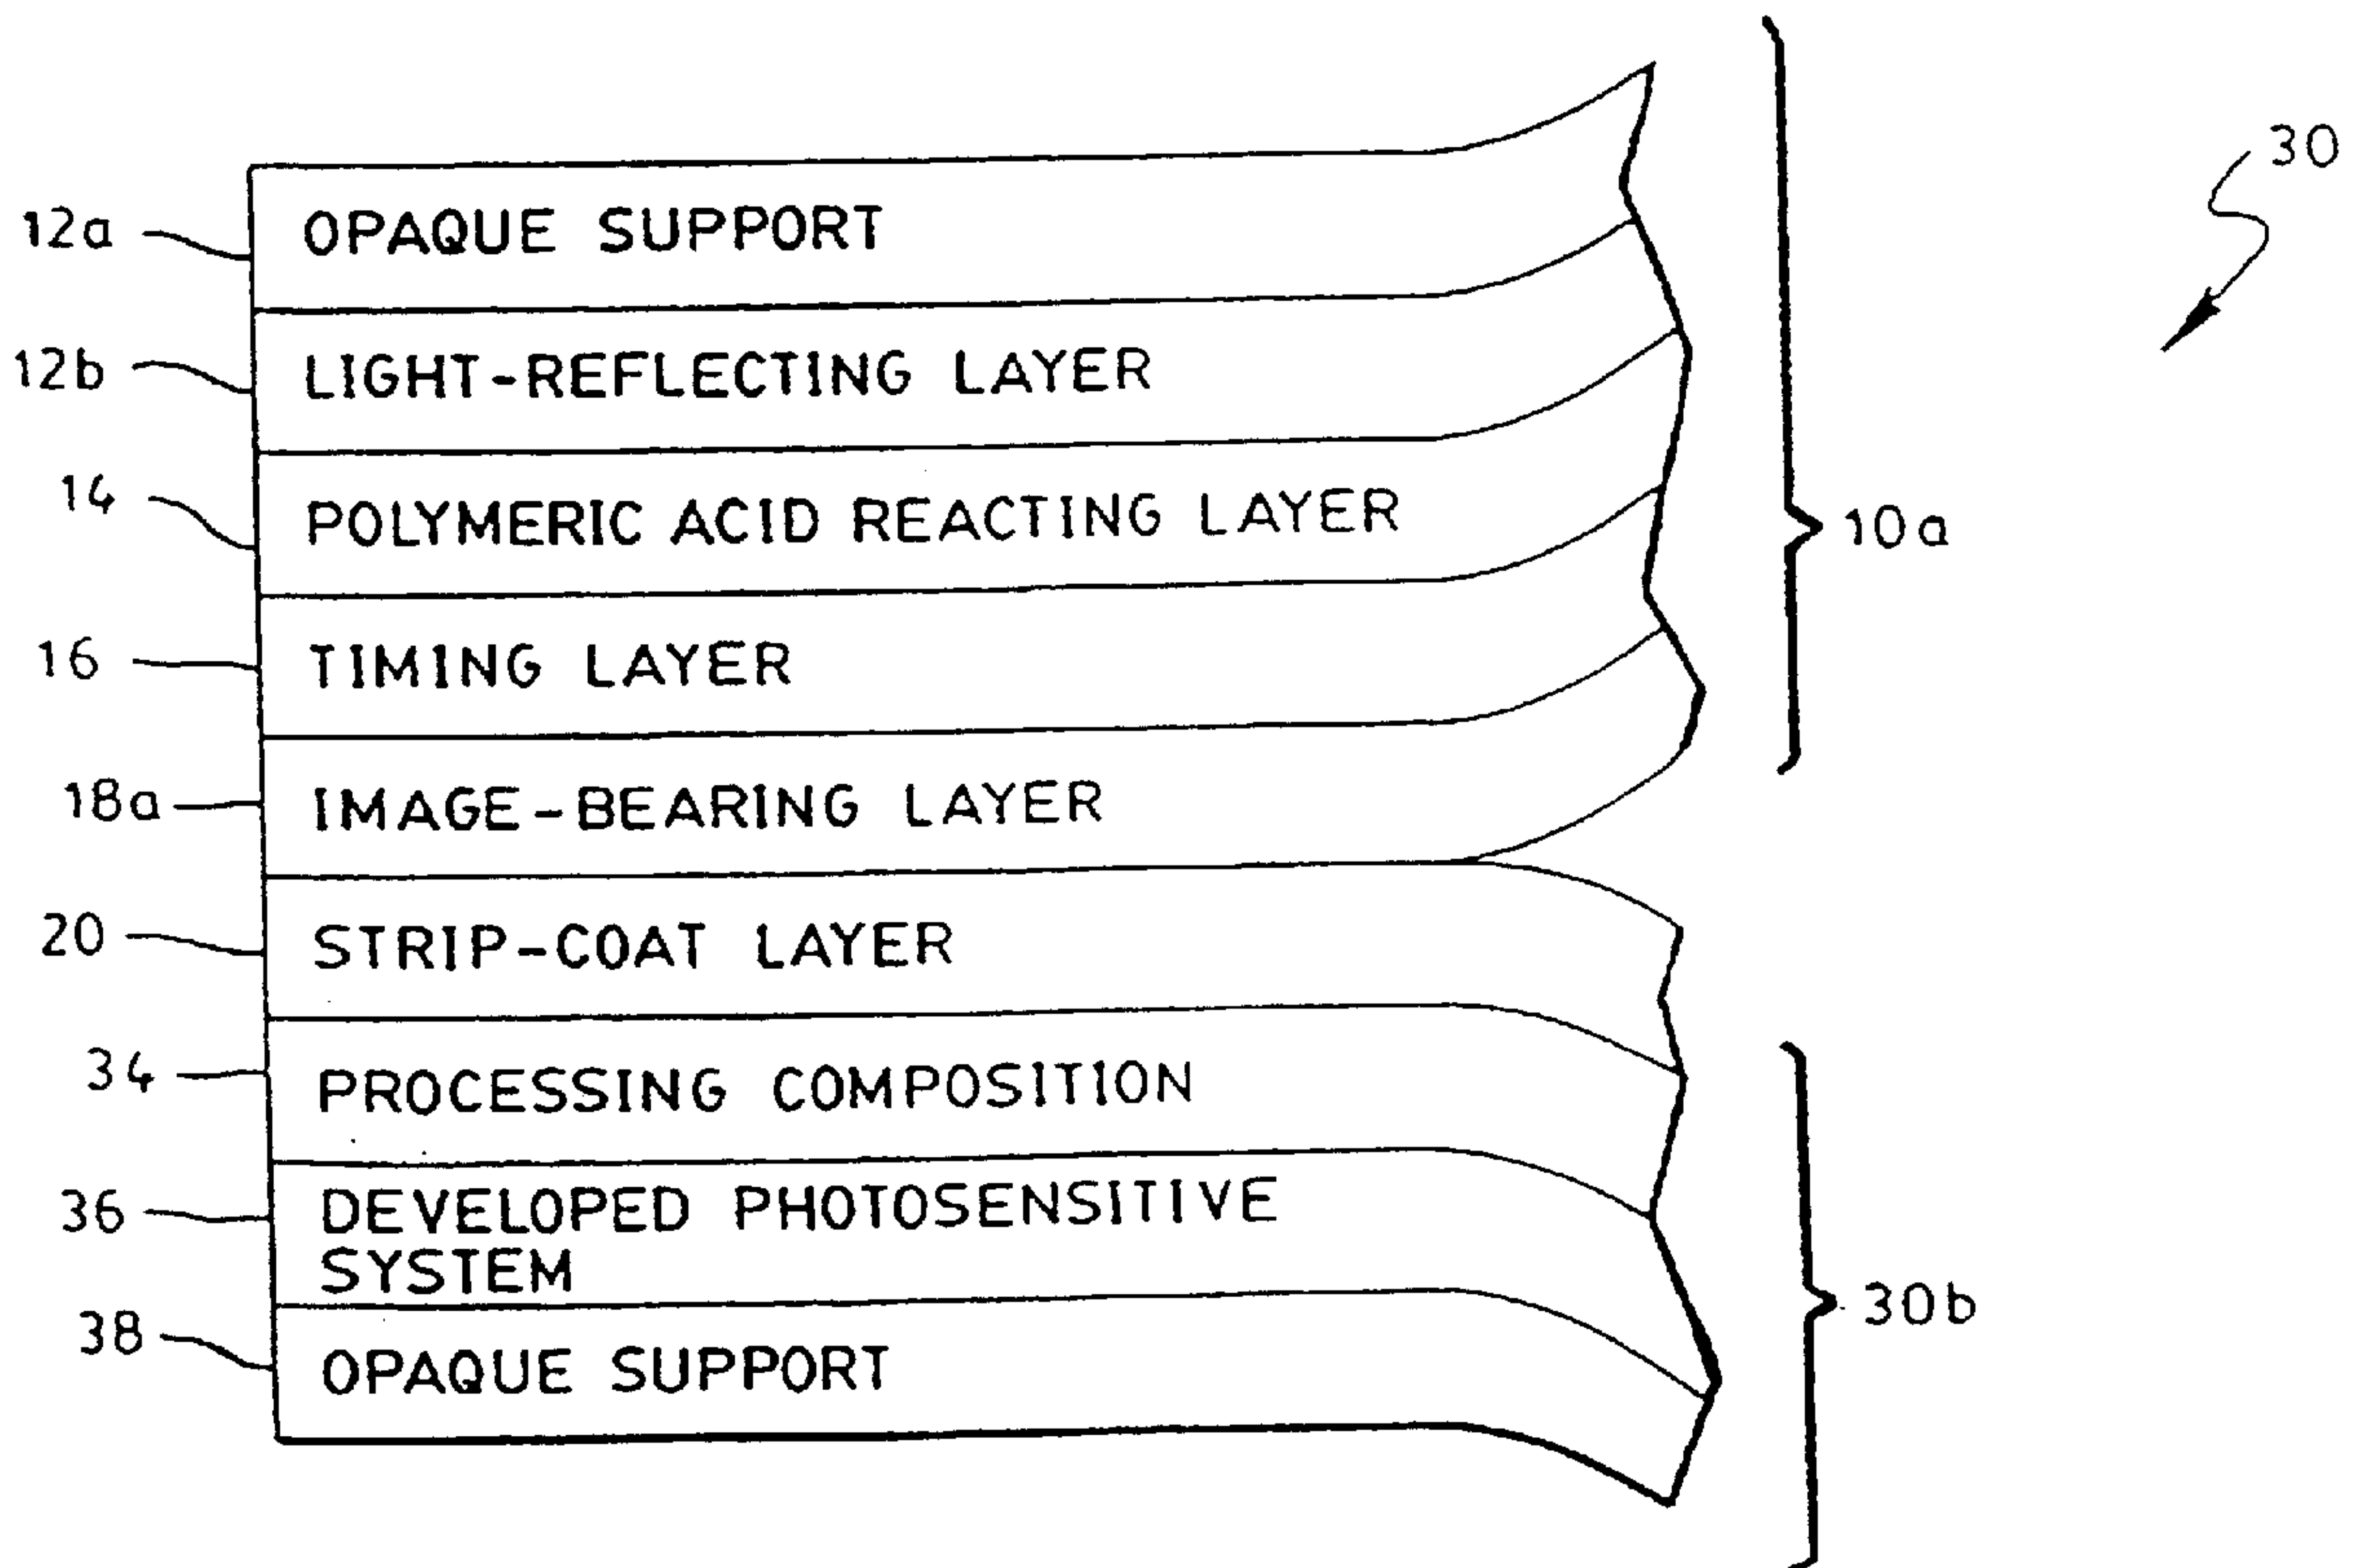 30
12a OPAQUE SUPPORT
12b LIGHT-REFLECTING LAYER
14 POLYMERIC ACID REACTING LAYER
10a
16 TIMING LAYER
18a IMAGE-BEARING LAYER
20 STRIP-COAT LAYER
34 PROCESSING COMPOSITION
36 DEVELOPED PHOTOSENSITIVE
SYSTEM
30b
38 OPAQUE SUPPORT